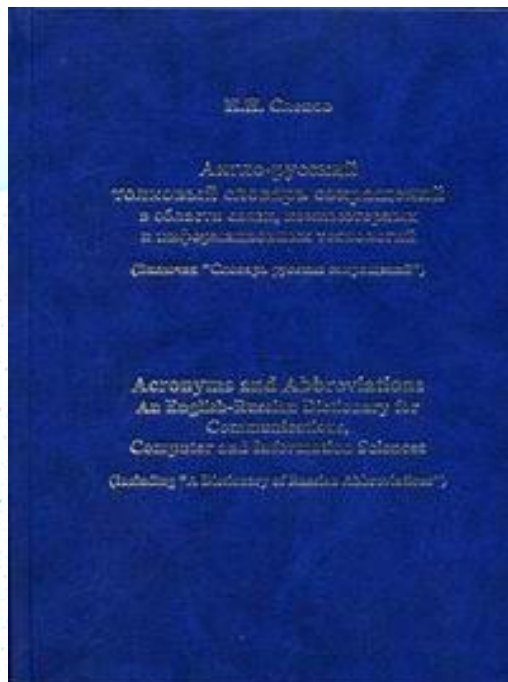 Н.Н. Слепов
Англо-русский
толковый словарь сокращений
в области связи, компьютерных
и информационных технологий
(Включая "Словарь русских сокращений")
Acronyms and Abbreviations
An English-Russian Dictionary for
Communications,
Computer and Information Sciences
(Including "A Dictionary of Russian Abbreviations")